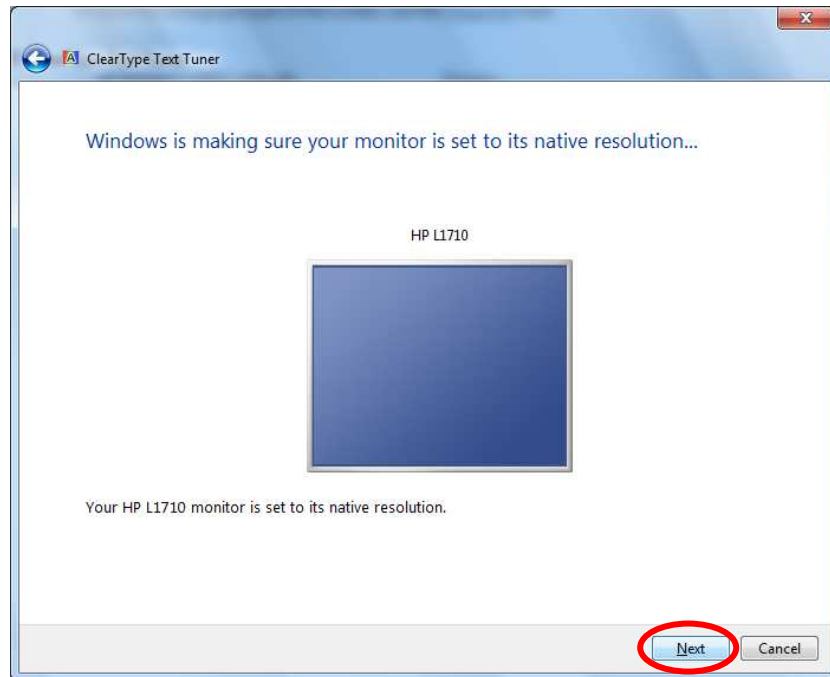 ClearType Text Tuner
Windows is making sure your monitor is set to its native resolution...
HP L1710
Your HP L1710 monitor is set to its native resolution.
Next Cancel